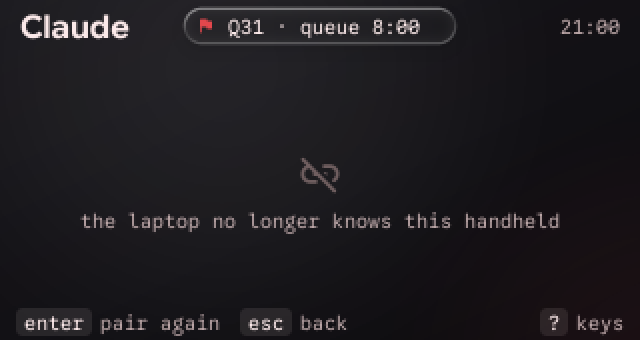 Claude
Q31 · queue 8:00
21:00
the laptop no longer knows this handheld
enter pair again esc back ? keys